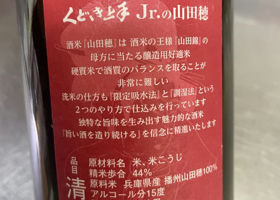 くどき上手 Jr.の山田穂
酒米『山田穂』は 酒米の王様『山田錦』の
母方に当たる醸造用好適米
硬質米で酒質のバランスを取ることが
非常に難しい
洗米の仕方も『限定吸水法』と『調湿法』という
2つのやり方で仕込みを行っています
独特な旨味を生み出す魅力的な酒米
『旨い酒を造り続ける』を信念に精進いたします
品目
清
原材料名 米、米こうじ
精米歩合 44%
原料米 兵庫県産 播州山田穂100%
アルコール分15度